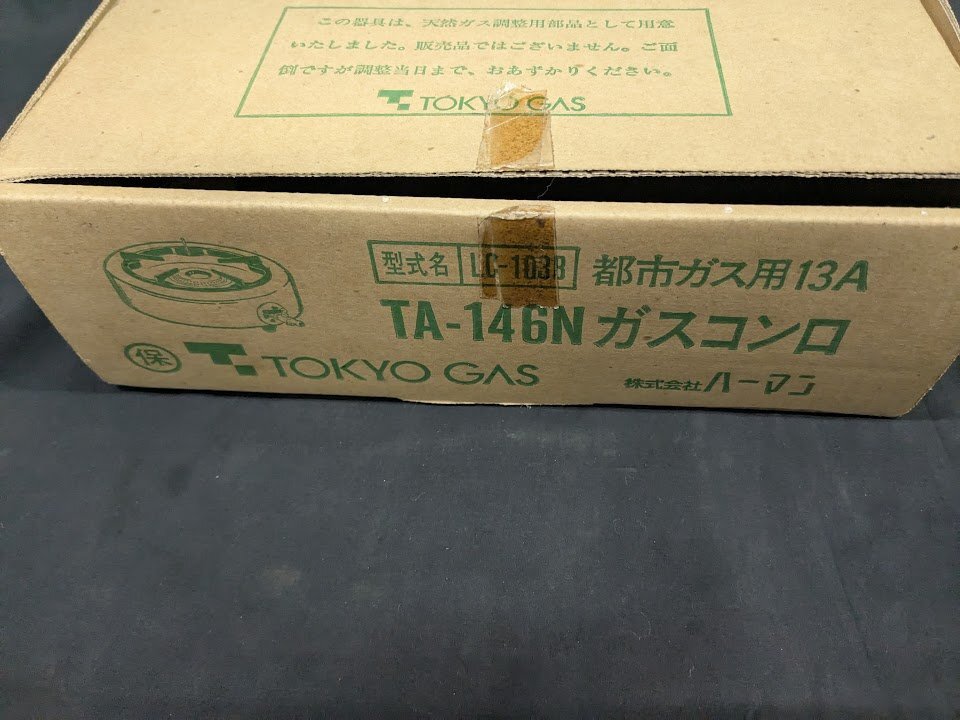 この器具は、天然ガス調整用部品として用意
いたしました。販売品ではございません。ご面
倒ですが調整当日まで、おあずかりください。
TOKYO GAS
型式名 LC-103B 都市ガス用13A
TA-146N ガスコンロ
保 TOKYO GAS 株式会社ハーマン